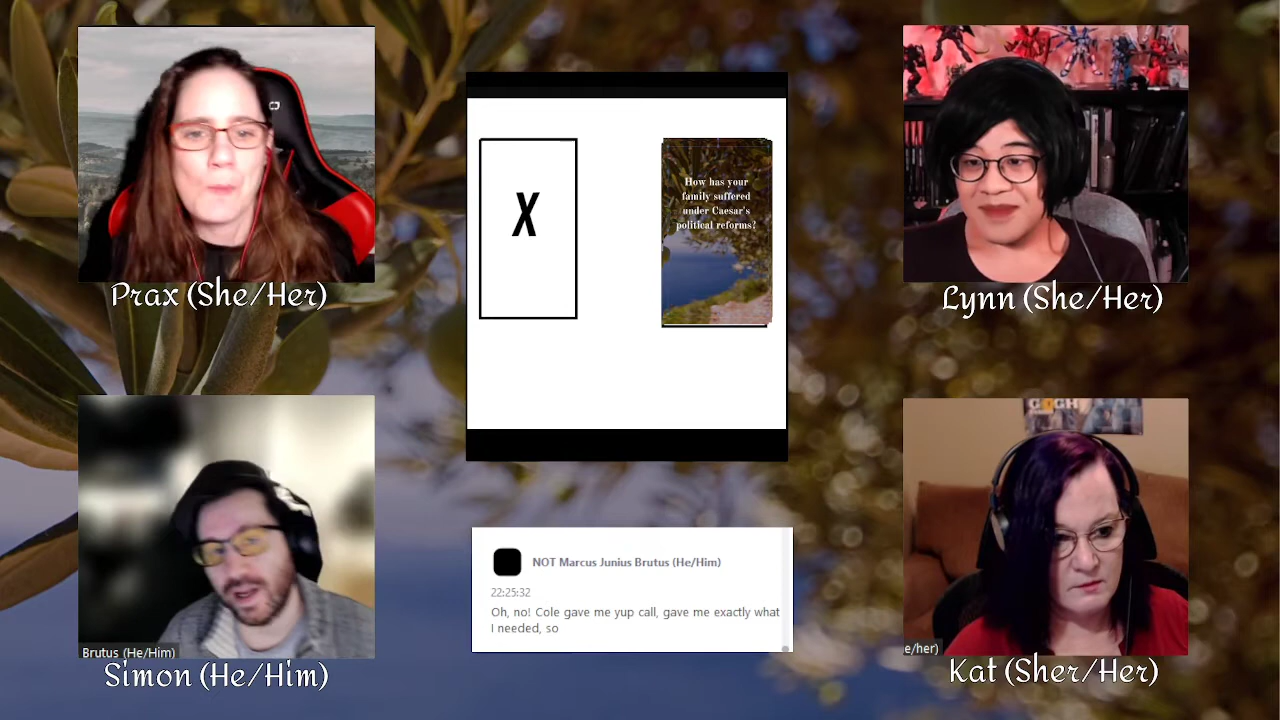 GOGH
X
How has your
family suffered
under Caesar's
political reforms?
Prax (She/Her)
Lynn (She/Her)
NOT Marcus Junius Brutus (He/Him)
22:25:32
Oh, no! Cole gave me yup call, gave me exactly what
I needed, so
Brutus (He/Him)
e/her)
Simon (He/Him)
Kat (Sher/Her)